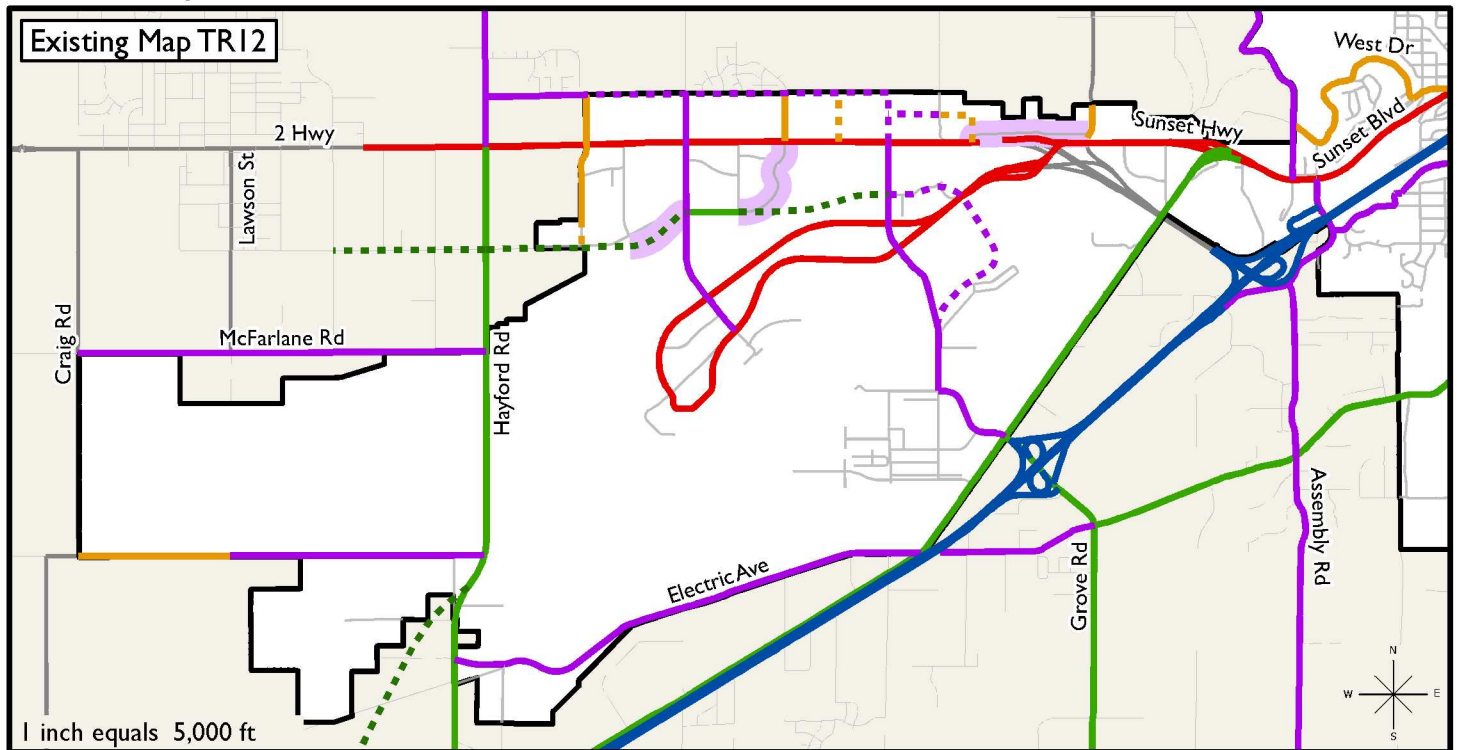 Existing Map TR12
West Dr
2 Hwy
Sunset Hwy
Sunset Blvd
Lawson St
Craig Rd
McFarlane Rd
Hayford Rd
Electric Ave
Grove Rd
Assembly Rd
N
W E
S
1 inch equals 5,000 ft